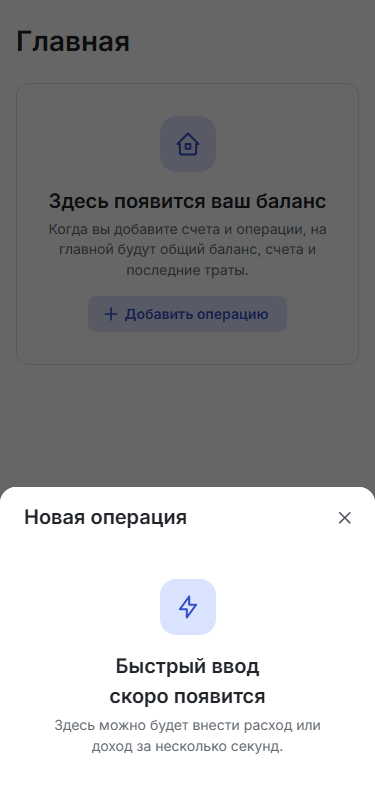 Главная
Здесь появится ваш баланс
Когда вы добавите счета и операции, на
главной будут общий баланс, счета и
последние траты.
Добавить операцию
Новая операция
Быстрый ввод
скоро появится
Здесь можно будет внести расход или
доход за несколько секунд.